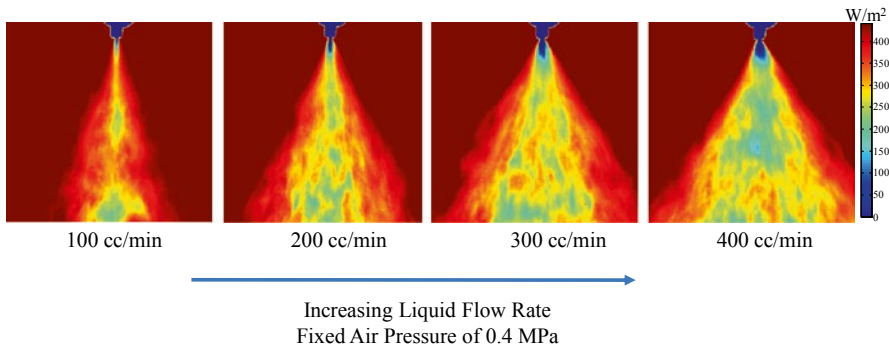 W/m²
400
350
300
250
200
150
100
50
0
100 cc/min
200 cc/min
300 cc/min
400 cc/min
Increasing Liquid Flow Rate
Fixed Air Pressure of 0.4 MPa